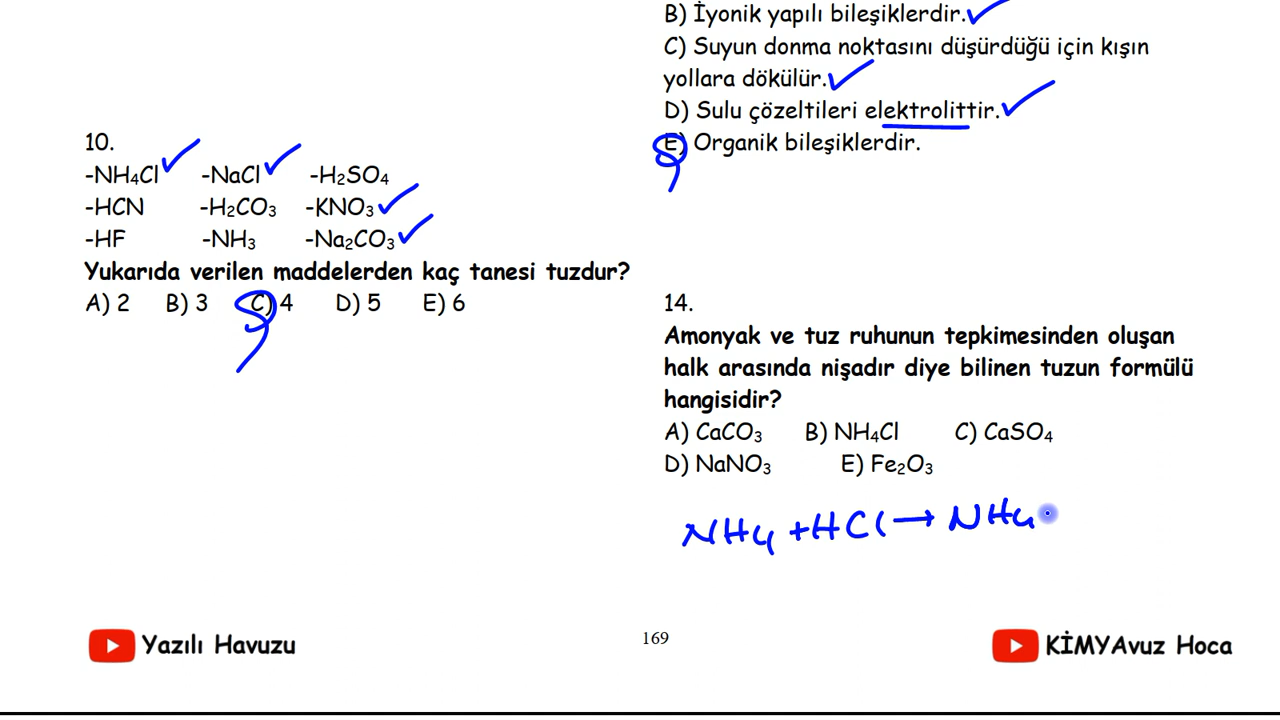 10.
-NH₄Cl -NaCl -H₂SO₄
-HCN -H₂CO₃ -KNO₃
-HF -NH₃ -Na₂CO₃
Yukarıda verilen maddelerden kaç tanesi tuzdur?
A) 2 B) 3 C) 4 D) 5 E) 6
B) İyonik yapılı bileşiklerdir.
C) Suyun donma noktasını düşürdüğü için kışın
yollara dökülür.
D) Sulu çözeltileri elektrolittir.
E) Organik bileşiklerdir.
14.
Amonyak ve tuz ruhunun tepkimesinden oluşan
halk arasında nişadır diye bilinen tuzun formülü
hangisidir?
A) CaCO₃ B) NH₄Cl C) CaSO₄
D) NaNO₃ E) Fe₂O₃
NH₄ + HCl → NH₄
Yazılı Havuzu
169
KİMYAvuz Hoca